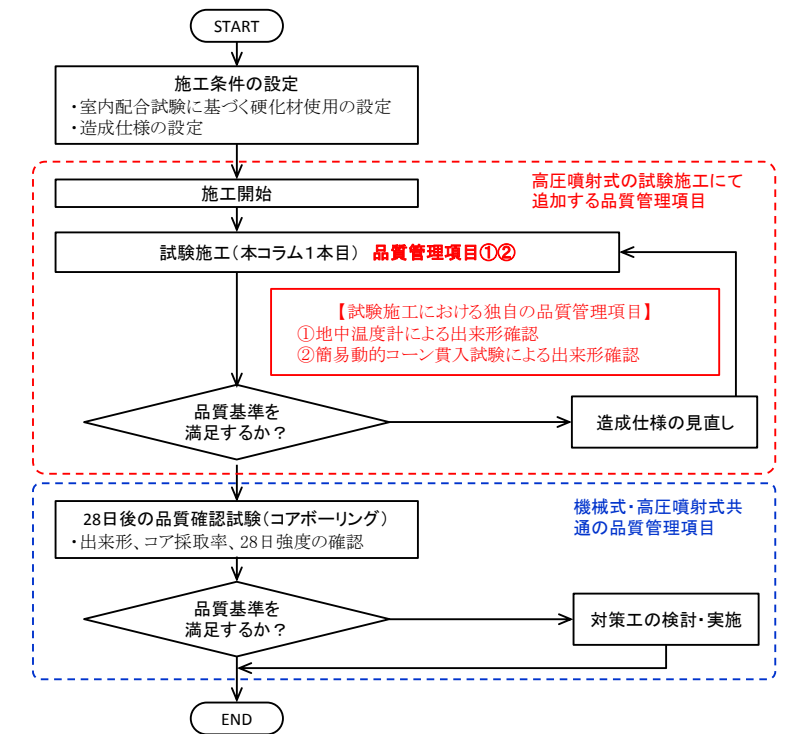 START
施工条件の設定
・室内配合試験に基づく硬化材使用の設定
・造成仕様の設定
高圧噴射式の試験施工にて
追加する品質管理項目
施工開始
試験施工（本コラム１本目） 品質管理項目①②
【試験施工における独自の品質管理項目】
①地中温度計による出来形確認
②簡易動的コーン貫入試験による出来形確認
品質基準を
満足するか？
造成仕様の見直し
28日後の品質確認試験（コアボーリング）
・出来形、コア採取率、28日強度の確認
機械式・高圧噴射式共
通の品質管理項目
品質基準を
満足するか？
対策工の検討・実施
END